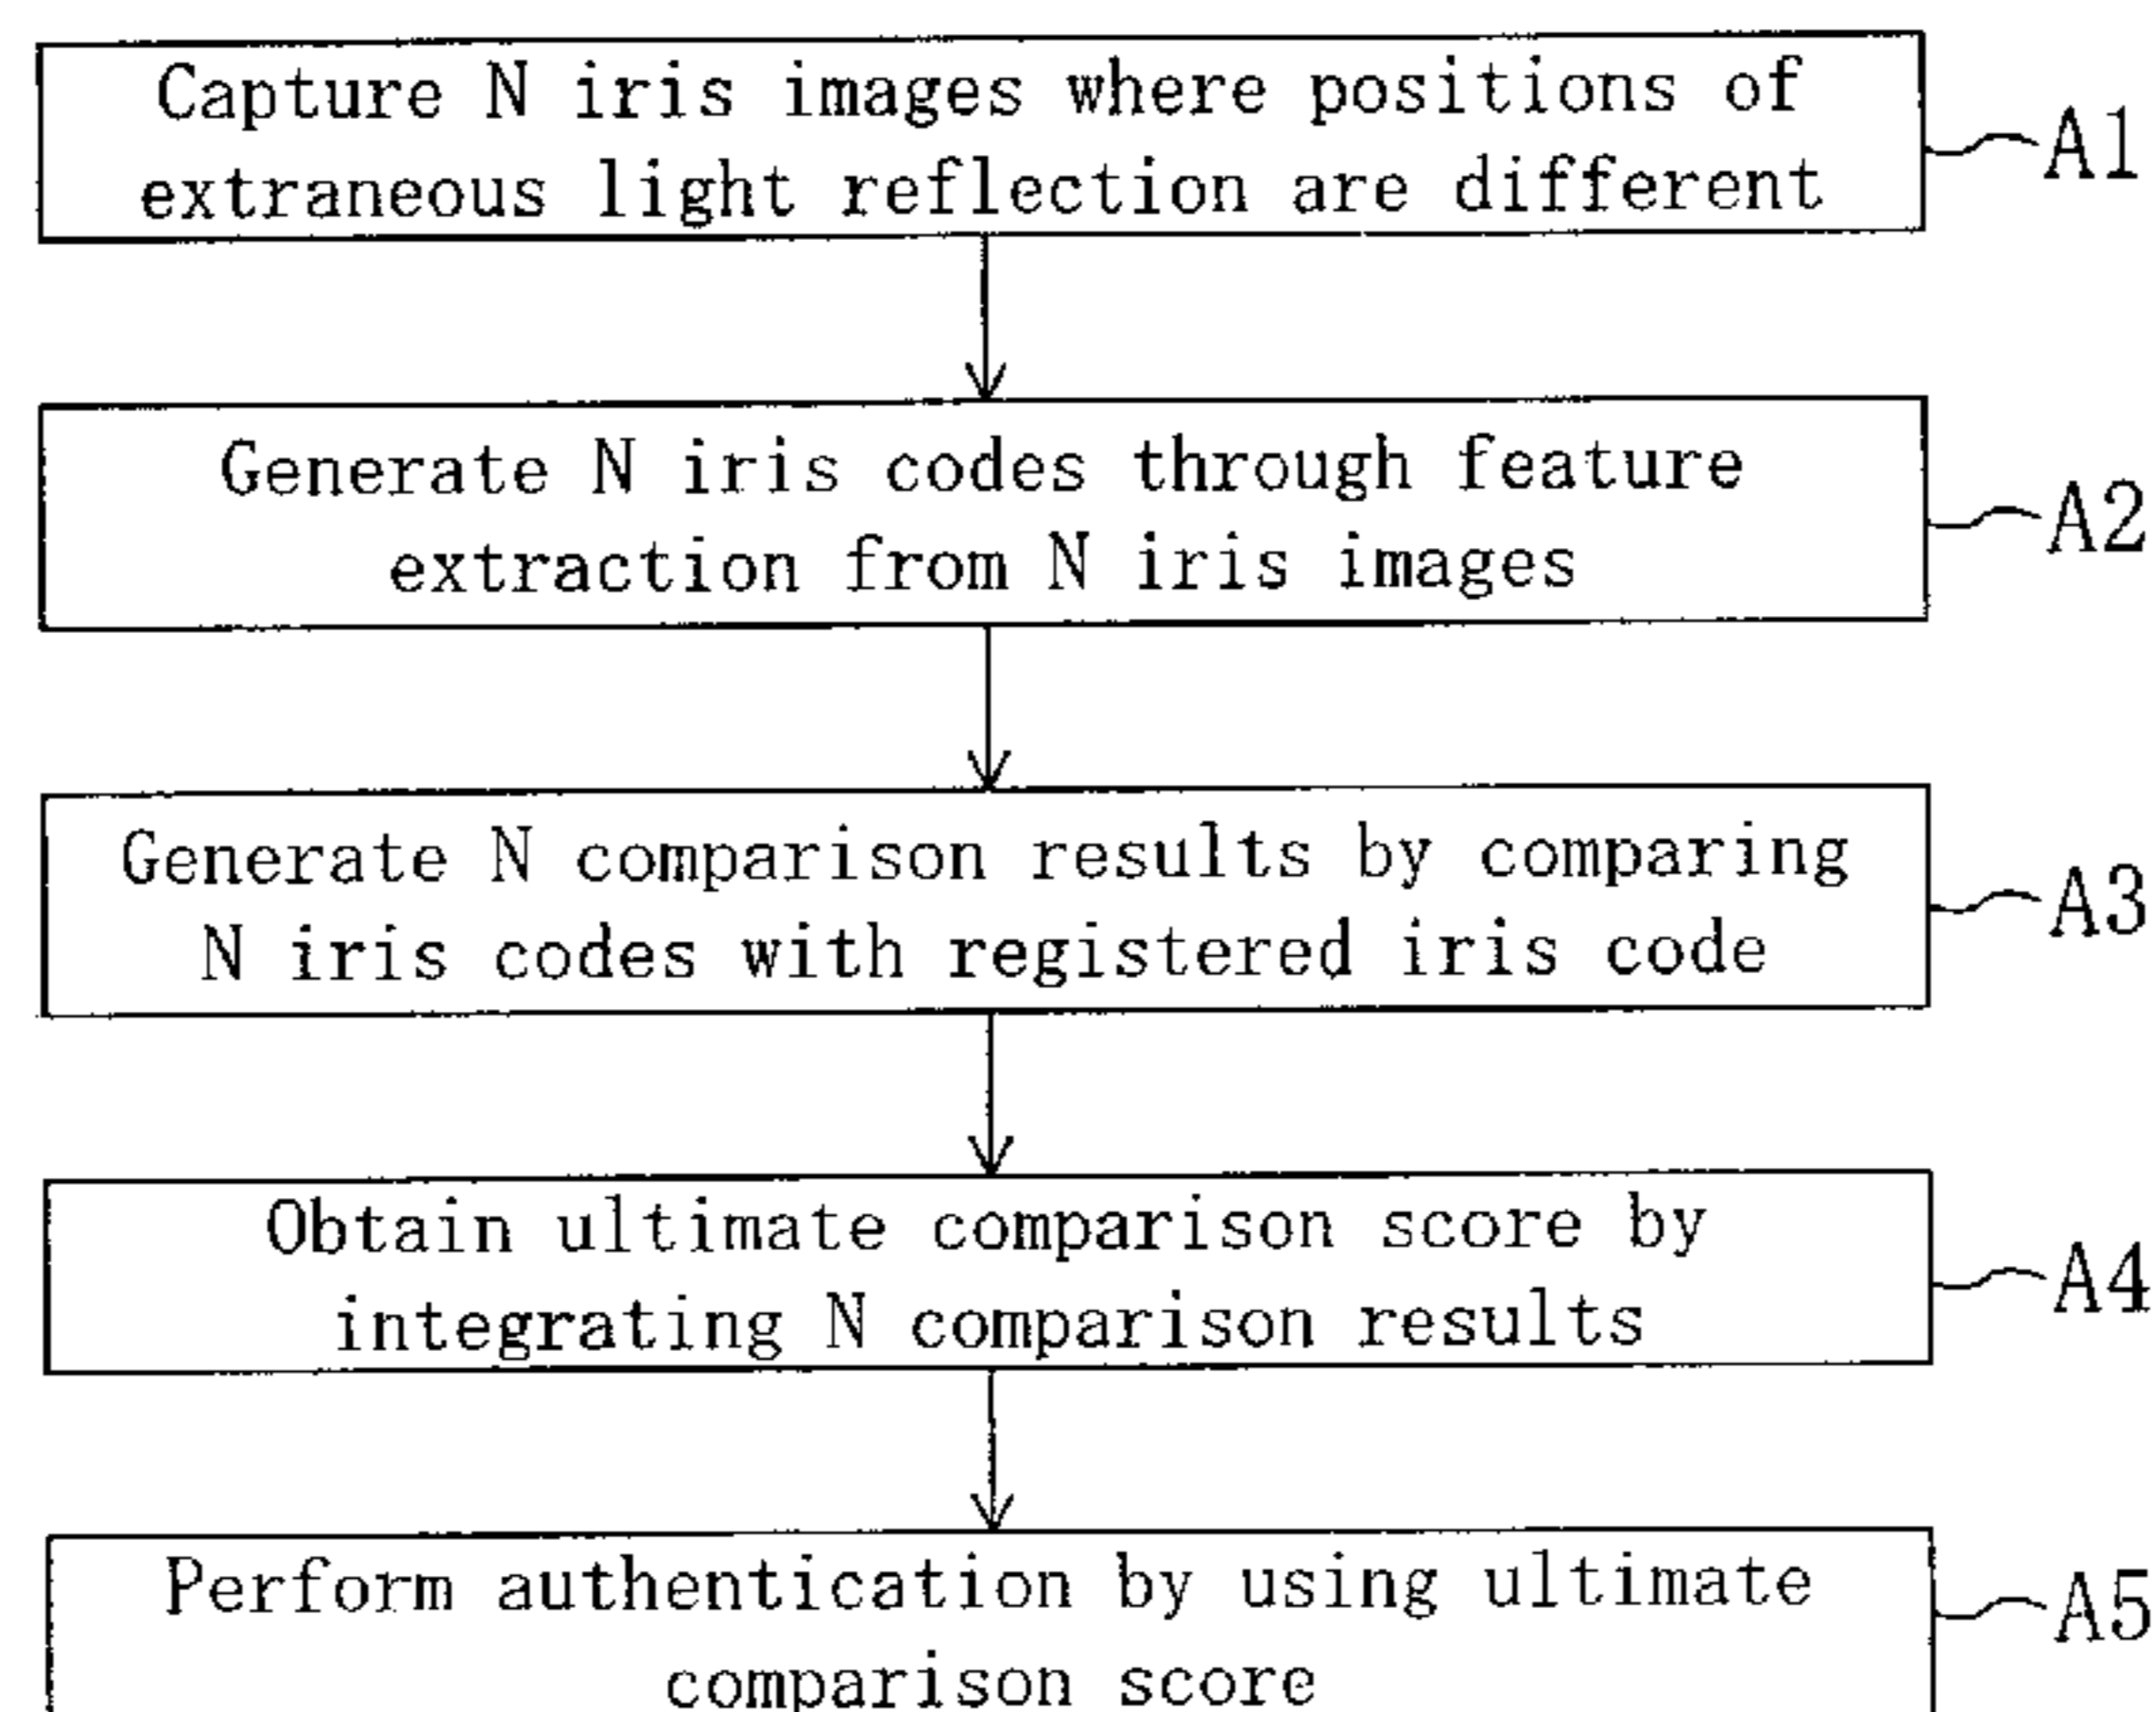 Capture N iris images where positions of
extraneous light reflection are different
A1
Generate N iris codes through feature
extraction from N iris images
A2
Generate N comparison results by comparing
N iris codes with registered iris code
A3
Obtain ultimate comparison score by
integrating N comparison results
A4
Perform authentication by using ultimate
comparison score
A5